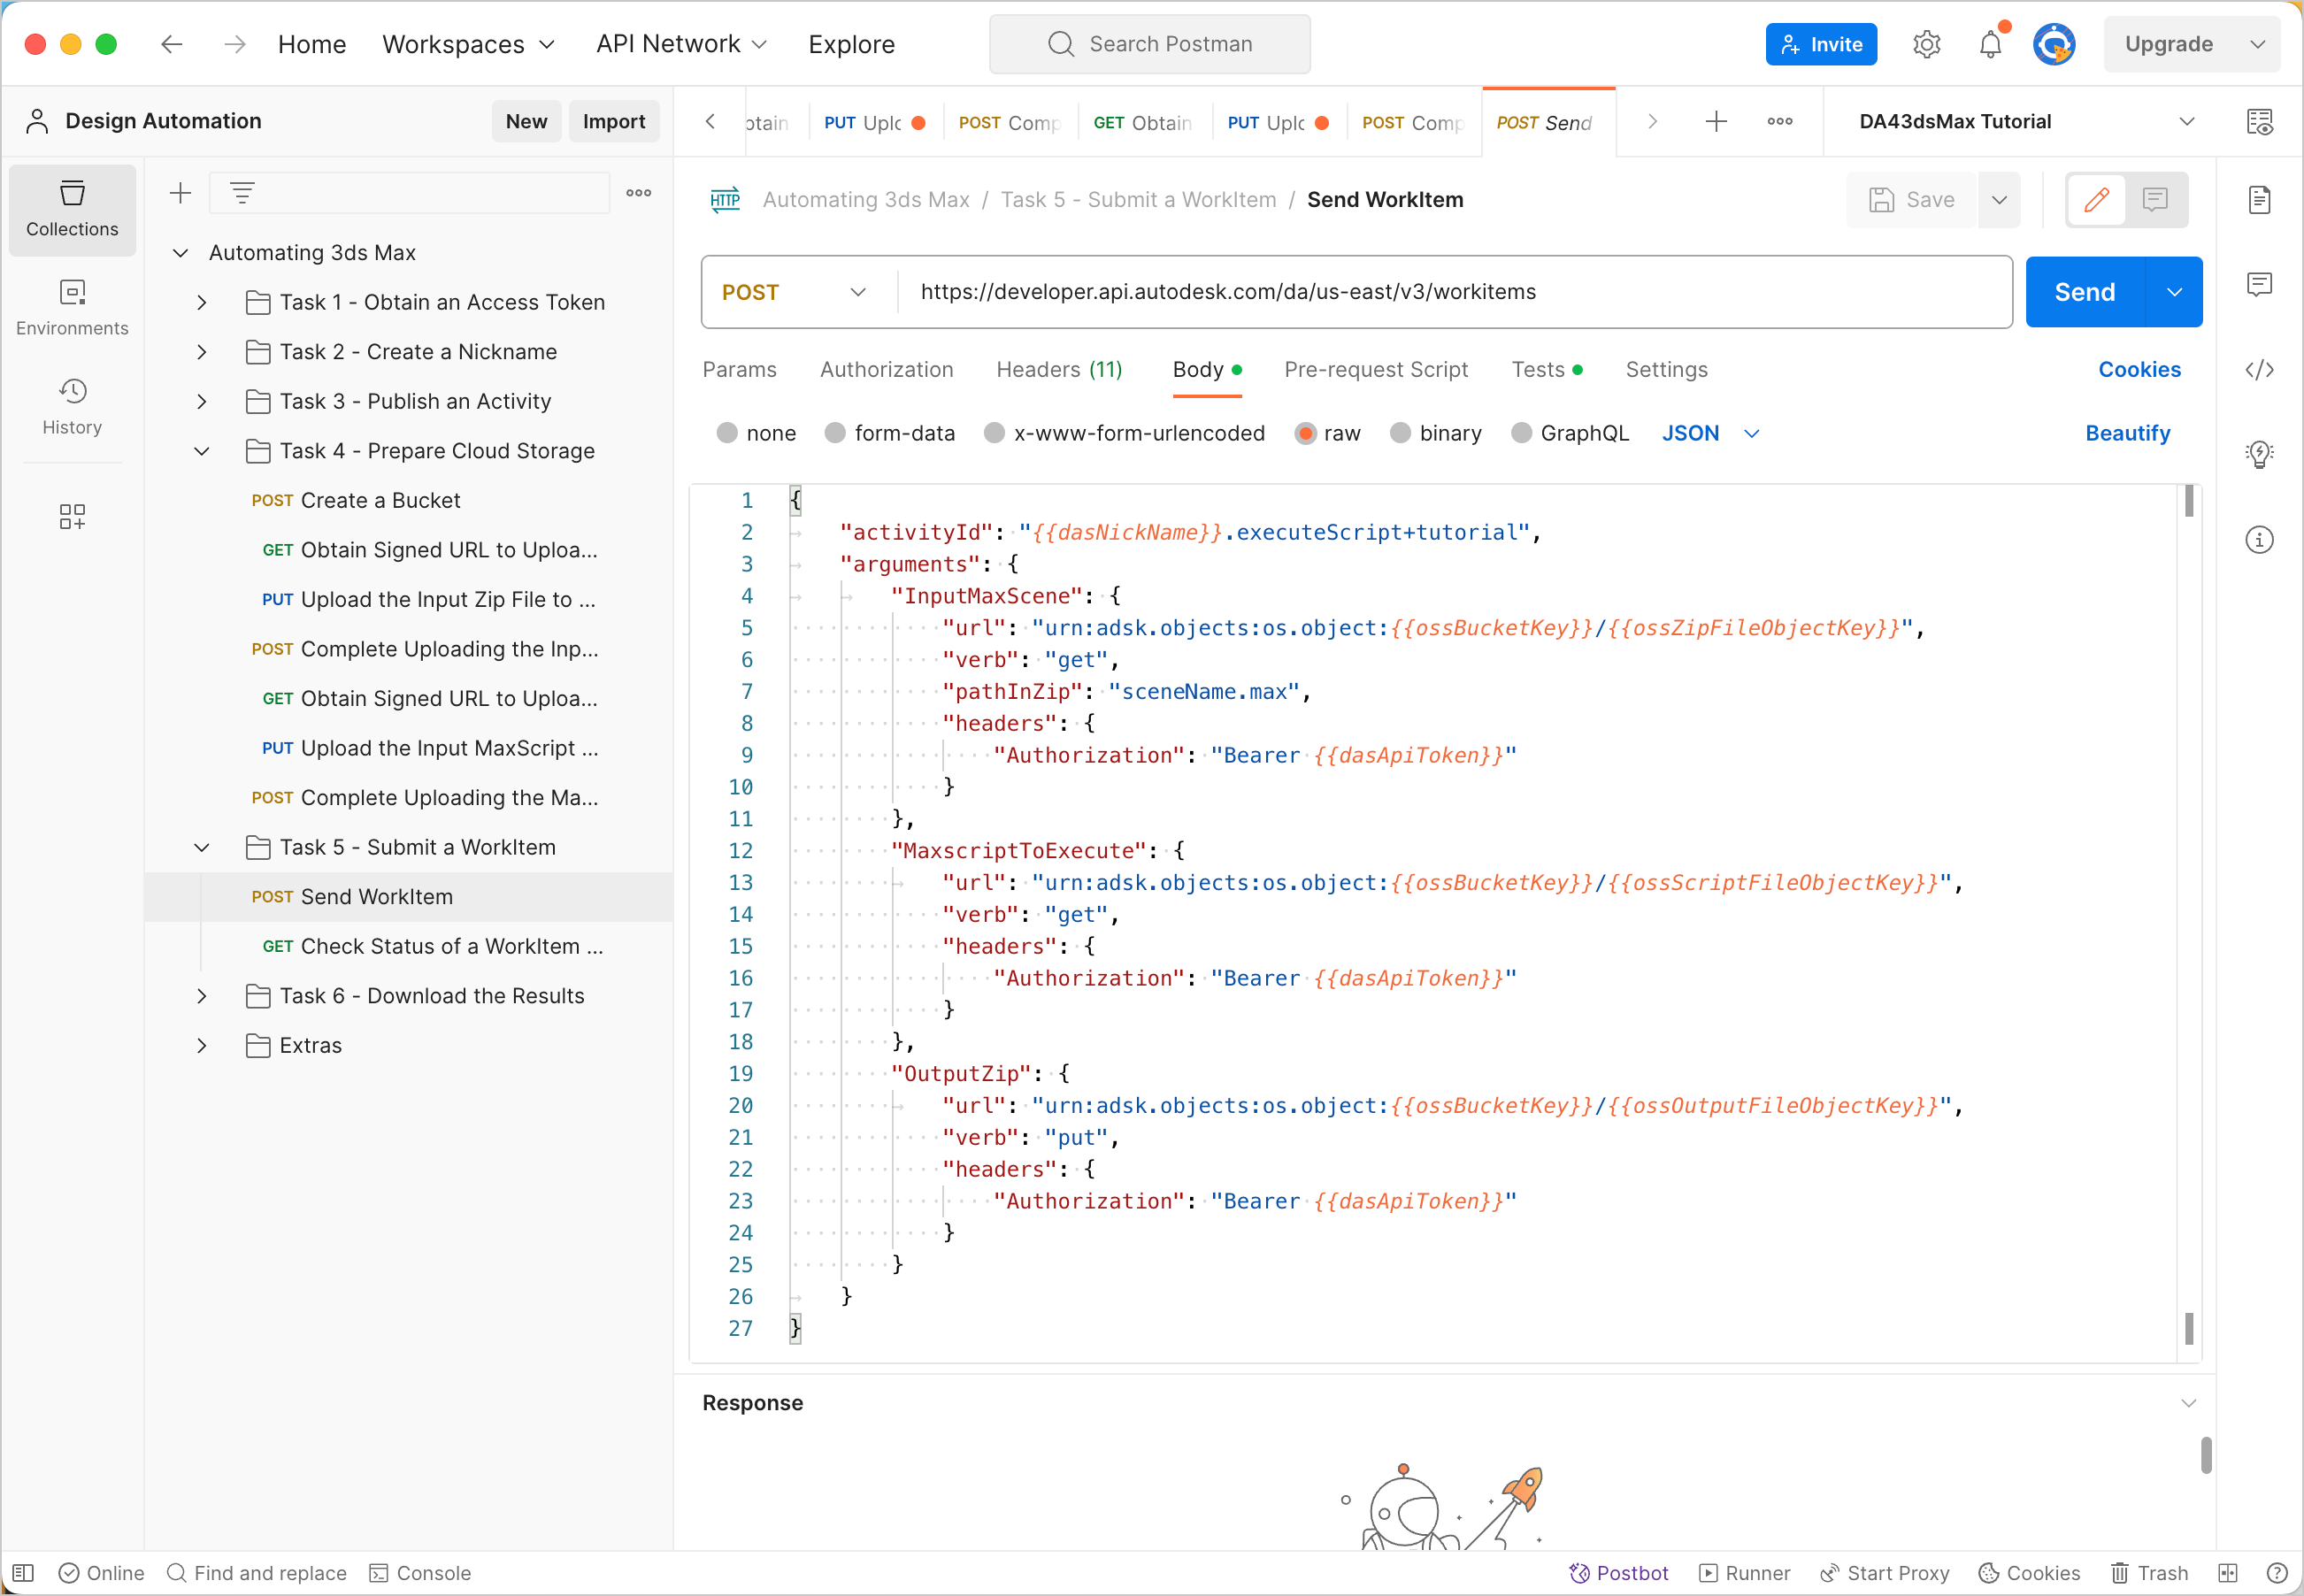 Home Workspaces API Network Explore Search Postman Invite Upgrade
Design Automation New Import
PUT Uplo POST Comp GET Obtain PUT Uplo POST Comp POST Send DA43dsMax Tutorial
Collections
Environments
History
Automating 3ds Max
Task 1 - Obtain an Access Token
Task 2 - Create a Nickname
Task 3 - Publish an Activity
Task 4 - Prepare Cloud Storage
POST Create a Bucket
GET Obtain Signed URL to Uploa...
PUT Upload the Input Zip File to ...
POST Complete Uploading the Inp...
GET Obtain Signed URL to Uploa...
PUT Upload the Input MaxScript ...
POST Complete Uploading the Ma...
Task 5 - Submit a WorkItem
POST Send WorkItem
GET Check Status of a WorkItem ...
Task 6 - Download the Results
Extras
HTTP Automating 3ds Max / Task 5 - Submit a WorkItem / Send WorkItem Save
POST https://developer.api.autodesk.com/da/us-east/v3/workitems Send
Params Authorization Headers (11) Body Pre-request Script Tests Settings Cookies
none form-data x-www-form-urlencoded raw binary GraphQL JSON Beautify
1 {
2 "activityId": "{{dasNickName}}.executeScript+tutorial",
3 "arguments": {
4 "InputMaxScene": {
5 "url": "urn:adsk.objects:os.object:{{ossBucketKey}}/{{ossZipFileObjectKey}}",
6 "verb": "get",
7 "pathInZip": "sceneName.max",
8 "headers": {
9 "Authorization": "Bearer {{dasApiToken}}"
10 }
11 },
12 "MaxscriptToExecute": {
13 "url": "urn:adsk.objects:os.object:{{ossBucketKey}}/{{ossScriptFileObjectKey}}",
14 "verb": "get",
15 "headers": {
16 "Authorization": "Bearer {{dasApiToken}}"
17 }
18 },
19 "OutputZip": {
20 "url": "urn:adsk.objects:os.object:{{ossBucketKey}}/{{ossOutputFileObjectKey}}",
21 "verb": "put",
22 "headers": {
23 "Authorization": "Bearer {{dasApiToken}}"
24 }
25 }
26 }
27 }
Response
Online Find and replace Console Postbot Runner Start Proxy Cookies Trash